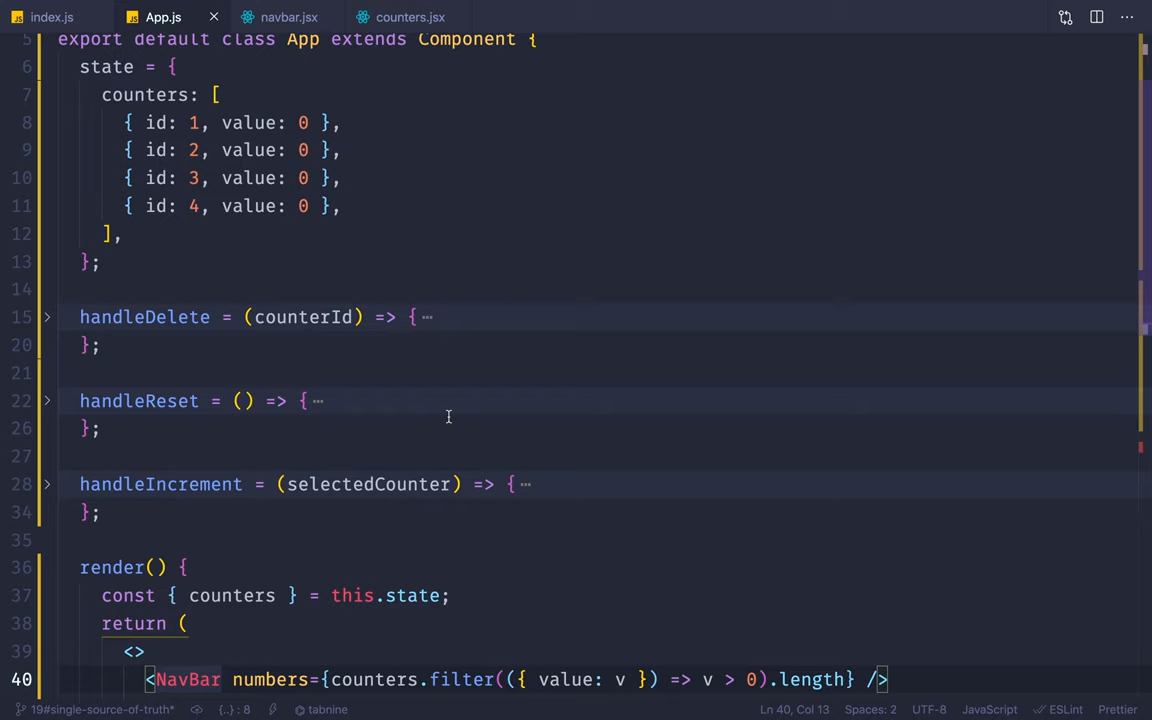 index.js App.js navbar.jsx counters.jsx
5 export default class App extends Component {
6 state = {
7 counters: [
8 { id: 1, value: 0 },
9 { id: 2, value: 0 },
10 { id: 3, value: 0 },
11 { id: 4, value: 0 },
12 ],
13 };
14
15 handleDelete = (counterId) => { ⋯
20 };
21
22 handleReset = () => { ⋯
26 };
27
28 handleIncrement = (selectedCounter) => { ⋯
34 };
35
36 render() {
37 const { counters } = this.state;
38 return (
39 <>
40 <NavBar numbers={counters.filter(({ value: v }) => v > 0).length} />
19#single-source-of-truth* {..} : 8 tabnine Ln 40, Col 13 Spaces: 2 UTF-8 JavaScript ESLint Prettier